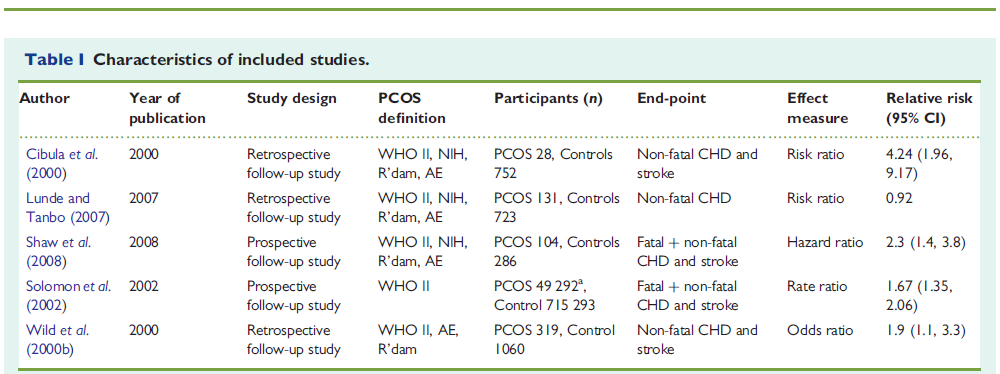 Table I Characteristics of included studies.
Author Year of publication Study design PCOS definition Participants (n) End-point Effect measure Relative risk (95% CI)
Cibula et al. (2000) 2000 Retrospective follow-up study WHO II, NIH, R'dam, AE PCOS 28, Controls 752 Non-fatal CHD and stroke Risk ratio 4.24 (1.96, 9.17)
Lunde and Tanbo (2007) 2007 Retrospective follow-up study WHO II, NIH, R'dam, AE PCOS 131, Controls 723 Non-fatal CHD Risk ratio 0.92
Shaw et al. (2008) 2008 Prospective follow-up study WHO II, NIH, R'dam, AE PCOS 104, Controls 286 Fatal + non-fatal CHD and stroke Hazard ratio 2.3 (1.4, 3.8)
Solomon et al. (2002) 2002 Prospective follow-up study WHO II PCOS 49 292a, Control 715 293 Fatal + non-fatal CHD and stroke Rate ratio 1.67 (1.35, 2.06)
Wild et al. (2000b) 2000 Retrospective follow-up study WHO II, AE, R'dam PCOS 319, Control 1060 Non-fatal CHD and stroke Odds ratio 1.9 (1.1, 3.3)